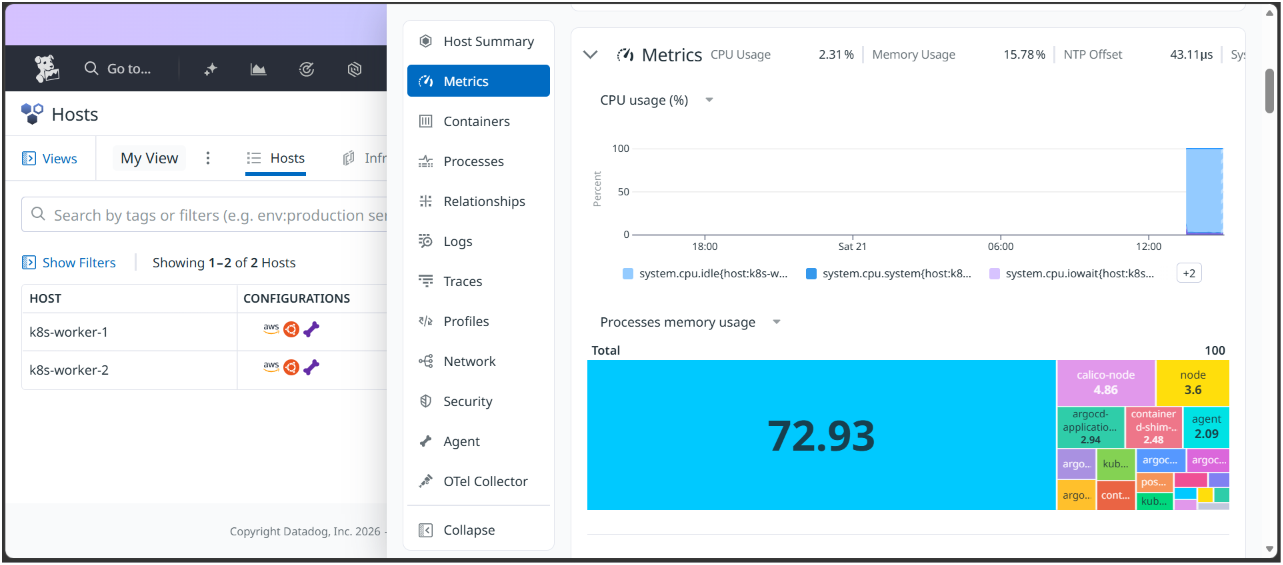 Go to...
Hosts
Views
My View
Hosts
Infr
Search by tags or filters (e.g. env:production ser
Show Filters
Showing 1–2 of 2 Hosts
HOST
CONFIGURATIONS
k8s-worker-1
aws
k8s-worker-2
aws
Copyright Datadog, Inc. 2026 -
Host Summary
Metrics
Containers
Processes
Relationships
Logs
Traces
Profiles
Network
Security
Agent
OTel Collector
Collapse
Metrics CPU Usage 2.31 % Memory Usage 15.78 % NTP Offset 43.11μs Sys
CPU usage (%)
Percent
100
50
0
18:00 Sat 21 06:00 12:00
system.cpu.idle{host:k8s-w... system.cpu.system{host:k8... system.cpu.iowait{host:k8s... +2
Processes memory usage
Total 100
72.93
calico-node
4.86
node
3.6
argocd-
applicatio...
2.94
container
d-shim-..
2.48
agent
2.09
argo..
kub...
argoc...
argoc...
argo..
cont...
pos...
kub...